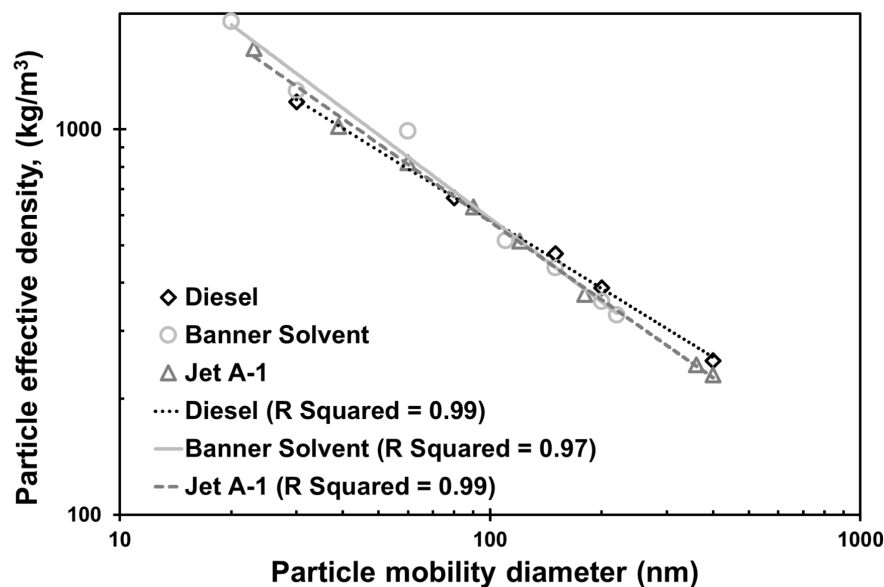 Particle effective density, (kg/m³)
1000
100
Diesel
Banner Solvent
Jet A-1
Diesel (R Squared = 0.99)
Banner Solvent (R Squared = 0.97)
Jet A-1 (R Squared = 0.99)
10 100 1000
Particle mobility diameter (nm)